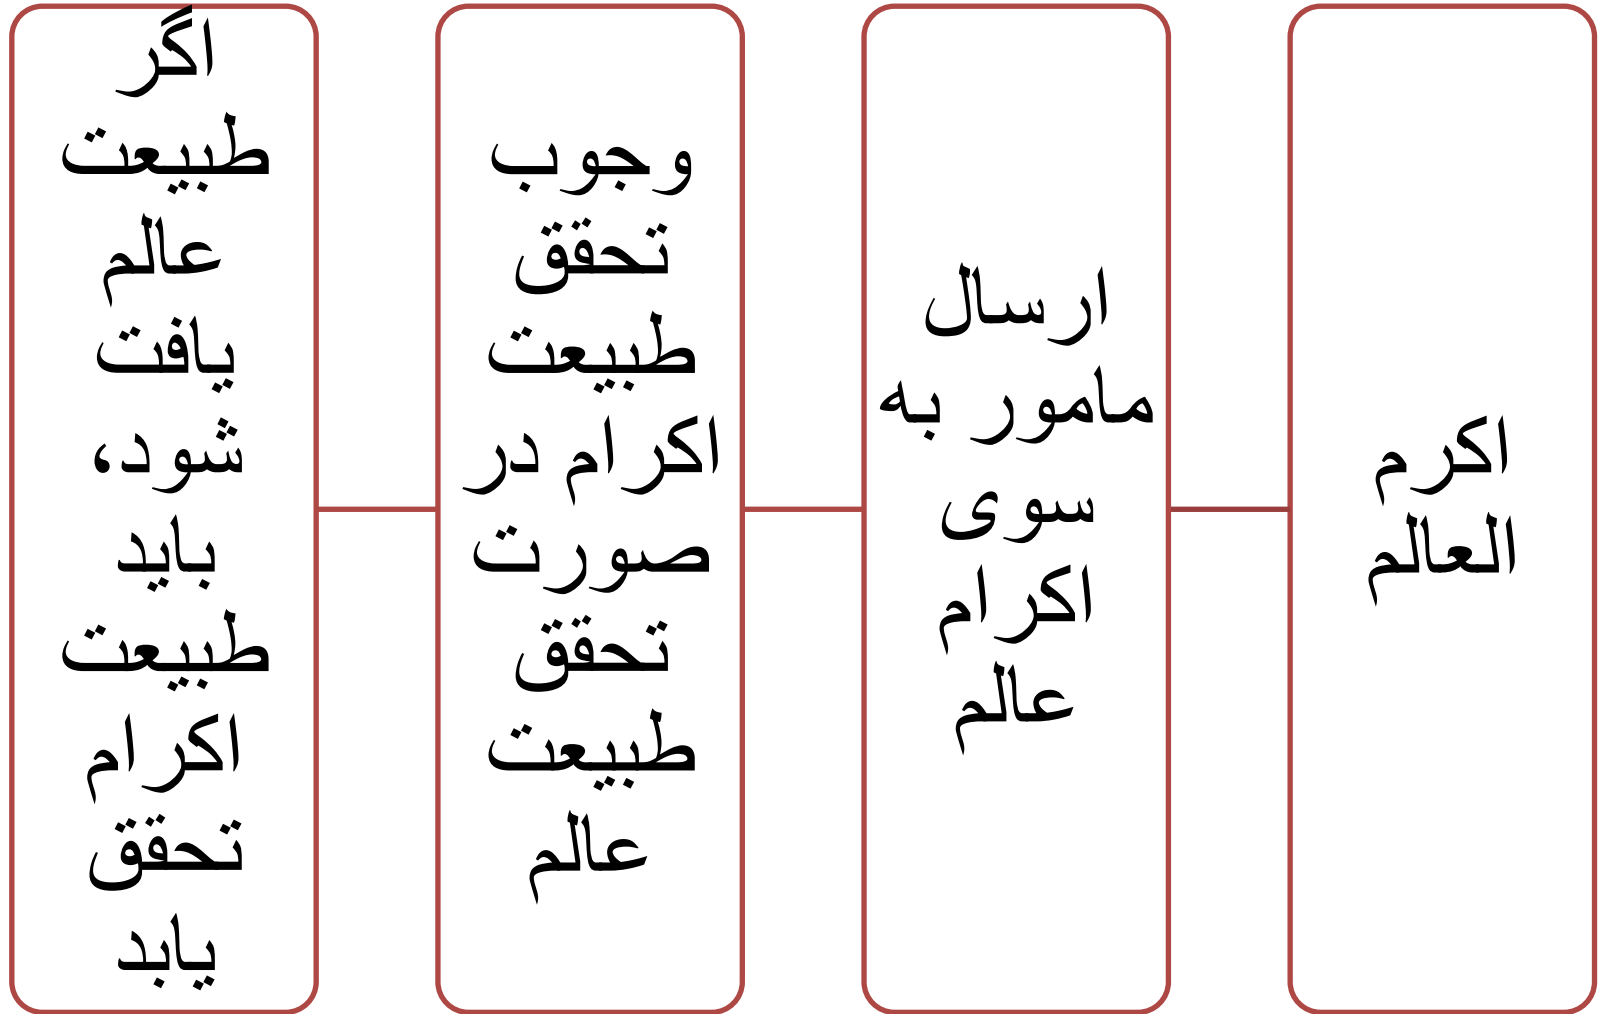 اکرم
العالم
ارسال
مامور به
سوی
اکرام
عالم
وجوب
تحقق
طبیعت
اکرام در
صورت
تحقق
طبیعت
عالم
اگر
طبیعت
عالم
یافت
شود،
باید
طبیعت
اکرام
تحقق
یابد